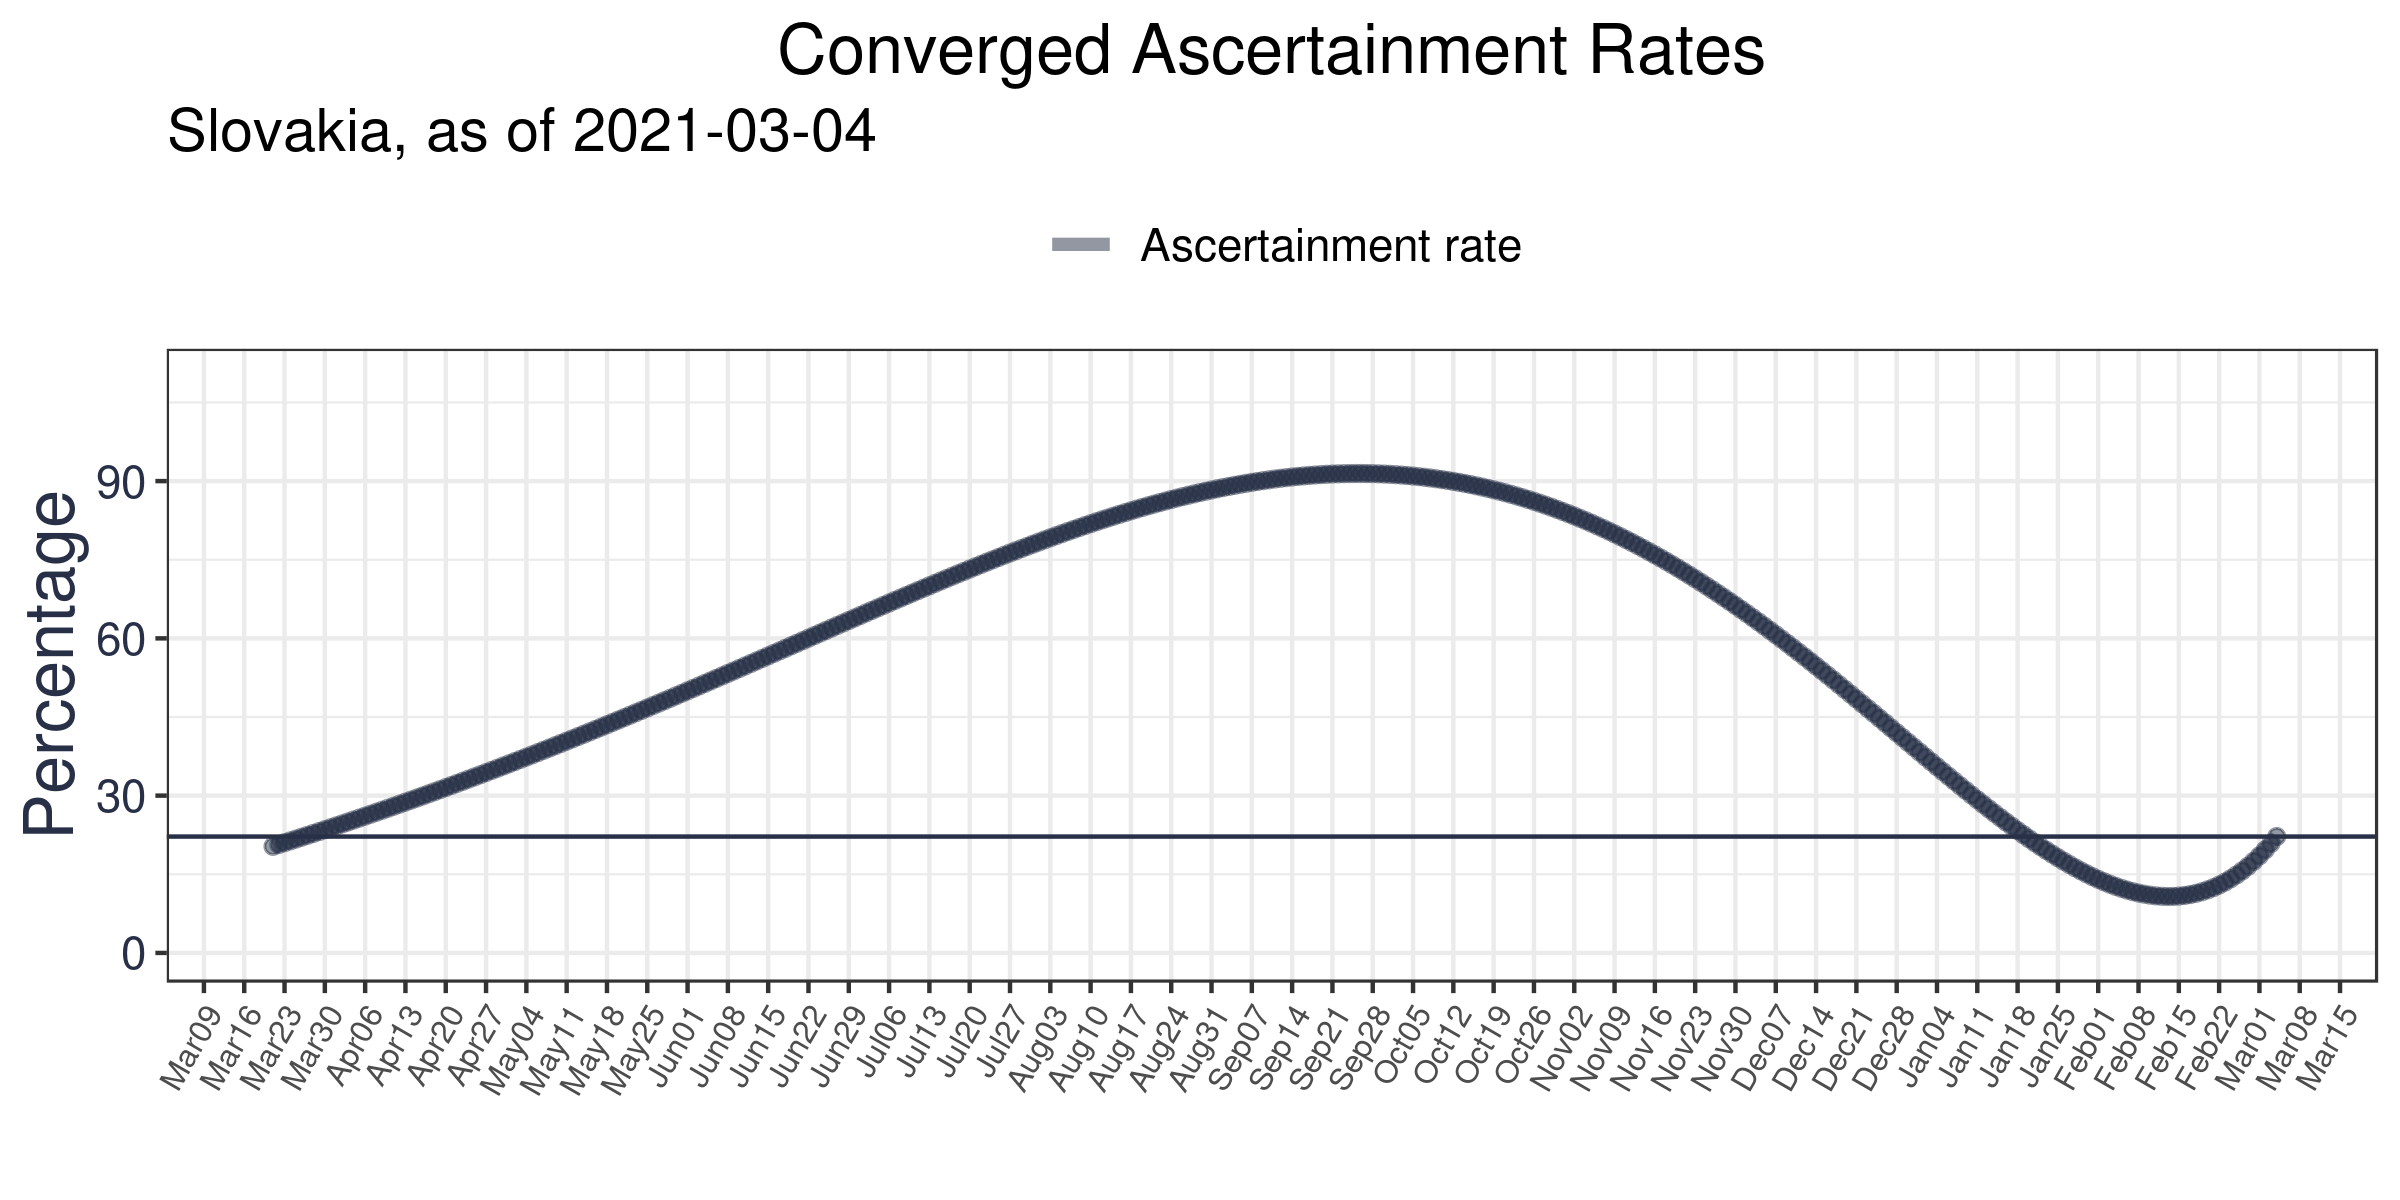 Converged Ascertainment Rates
Slovakia, as of 2021-03-04
Ascertainment rate
Percentage
90
60
30
0
Mar09 Mar16 Mar23 Mar30 Apr06 Apr13 Apr20 Apr27 May04 May11 May18 May25 Jun01 Jun08 Jun15 Jun22 Jun29 Jul06 Jul13 Jul20 Jul27 Aug03 Aug10 Aug17 Aug24 Aug31 Sep07 Sep14 Sep21 Sep28 Oct05 Oct12 Oct19 Oct26 Nov02 Nov09 Nov16 Nov23 Nov30 Dec07 Dec14 Dec21 Dec28 Jan04 Jan11 Jan18 Jan25 Feb01 Feb08 Feb15 Feb22 Mar01 Mar08 Mar15